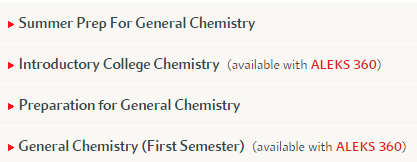 Summer Prep For General Chemistry
Introductory College Chemistry (available with ALEKS 360)
Preparation for General Chemistry
General Chemistry (First Semester) (available with ALEKS 360)